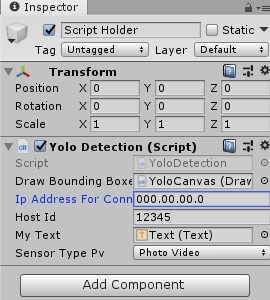 Inspector
Script Holder Static
Tag Untagged Layer Default
Transform
Position X 0 Y 0 Z 0
Rotation X 0 Y 0 Z 0
Scale X 1 Y 1 Z 1
Yolo Detection (Script)
Script YoloDetection
Draw Bounding Boxe YoloCanvas (Draw
Ip Address For Conn 000.00.00.0
Host Id 12345
My Text Text (Text)
Sensor Type Pv Photo Video
Add Component